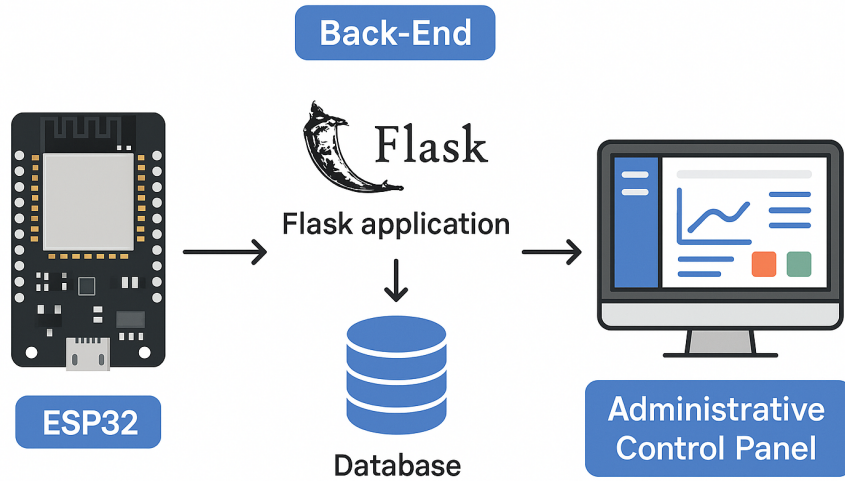 Back-End
Flask
Flask application
ESP32
Database
Administrative
Control Panel